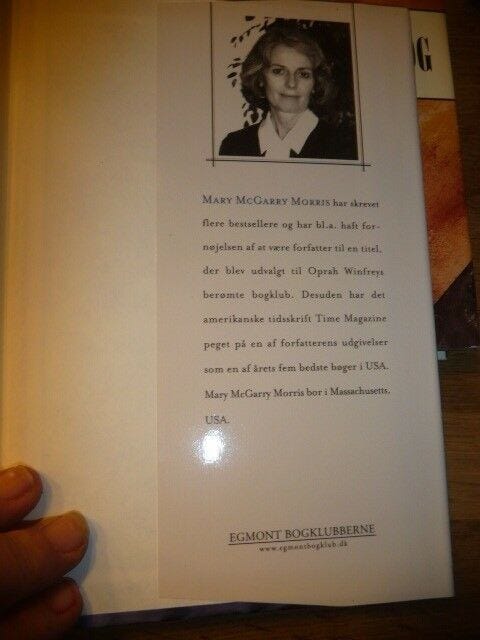 OG
MARY MCGARRY MORRIS har skrevet
flere bestsellere og har bl.a. haft for-
nøjelsen af at være forfatter til en titel,
der blev udvalgt til Oprah Winfreys
berømte bogklub. Desuden har det
amerikanske tidsskrift Time Magazine
peget på en af forfatterens udgivelser
som en af årets fem bedste bøger i USA.
Mary McGarry Morris bor i Massachusetts,
USA.
EGMONT BOGKLUBBERNE
www.egmontbogklub.dk